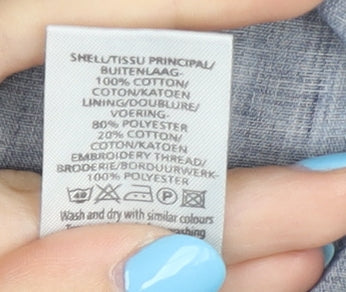 SHELL/TISSU PRINCIPAL/
BUITENLAAG-
100% COTTON/
COTON/KATOEN
LINING/DOUBLURE/
VOERING-
80% POLYESTER
20% COTTON/
COTON/KATOEN
EMBROIDERY THREAD/
BRODERIE/BORDUURWERK-
100% POLYESTER
40 P
Wash and dry with similar colours